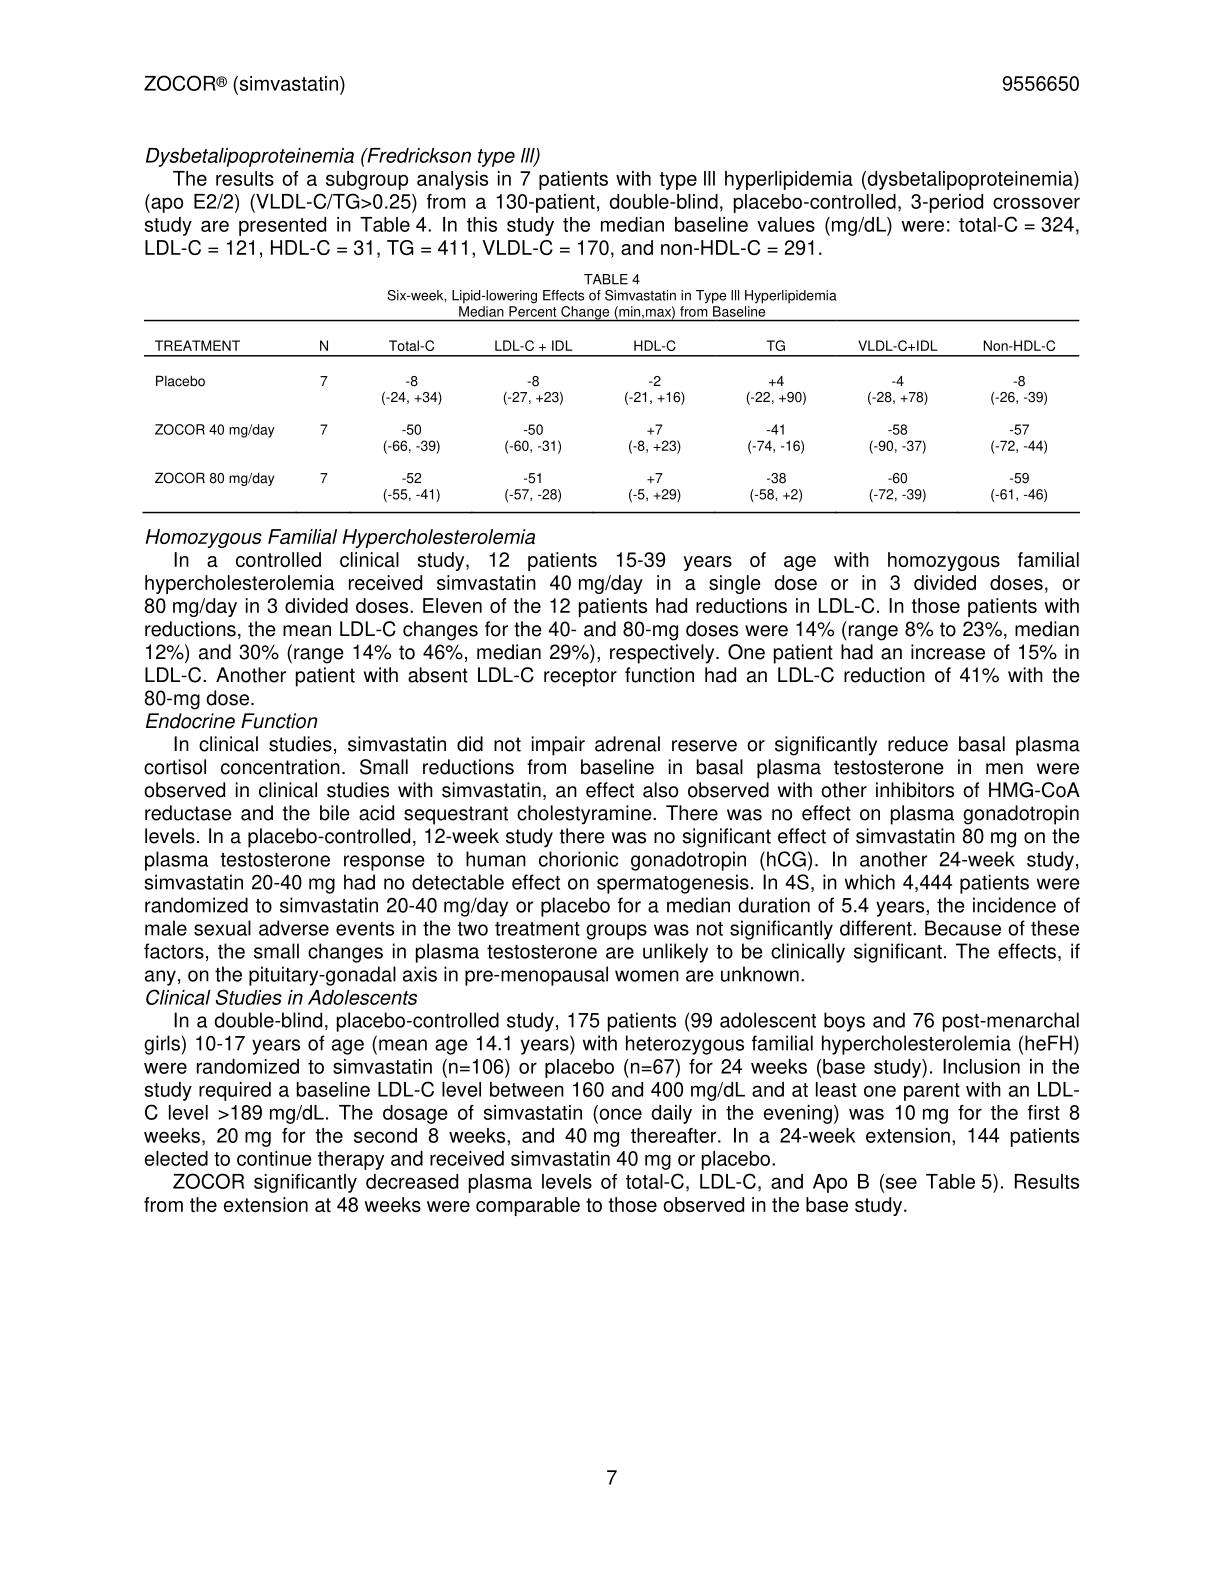 ZOCOR® (simvastatin) 9556650
Dysbetalipoproteinemia (Fredrickson type III)
The results of a subgroup analysis in 7 patients with type III hyperlipidemia (dysbetalipoproteinemia)
(apo E2/2) (VLDL-C/TG>0.25) from a 130-patient, double-blind, placebo-controlled, 3-period crossover
study are presented in Table 4. In this study the median baseline values (mg/dL) were: total-C = 324,
LDL-C = 121, HDL-C = 31, TG = 411, VLDL-C = 170, and non-HDL-C = 291.
TABLE 4
Six-week, Lipid-lowering Effects of Simvastatin in Type III Hyperlipidemia
Median Percent Change (min,max) from Baseline
TREATMENT N Total-C LDL-C + IDL HDL-C TG VLDL-C+IDL Non-HDL-C
Placebo 7 -8 -8 -2 +4 -4 -8
(-24, +34) (-27, +23) (-21, +16) (-22, +90) (-28, +78) (-26, -39)
ZOCOR 40 mg/day 7 -50 -50 +7 -41 -58 -57
(-66, -39) (-60, -31) (-8, +23) (-74, -16) (-90, -37) (-72, -44)
ZOCOR 80 mg/day 7 -52 -51 +7 -38 -60 -59
(-55, -41) (-57, -28) (-5, +29) (-58, +2) (-72, -39) (-61, -46)
Homozygous Familial Hypercholesterolemia
In a controlled clinical study, 12 patients 15-39 years of age with homozygous familial
hypercholesterolemia received simvastatin 40 mg/day in a single dose or in 3 divided doses, or
80 mg/day in 3 divided doses. Eleven of the 12 patients had reductions in LDL-C. In those patients with
reductions, the mean LDL-C changes for the 40- and 80-mg doses were 14% (range 8% to 23%, median
12%) and 30% (range 14% to 46%, median 29%), respectively. One patient had an increase of 15% in
LDL-C. Another patient with absent LDL-C receptor function had an LDL-C reduction of 41% with the
80-mg dose.
Endocrine Function
In clinical studies, simvastatin did not impair adrenal reserve or significantly reduce basal plasma
cortisol concentration. Small reductions from baseline in basal plasma testosterone in men were
observed in clinical studies with simvastatin, an effect also observed with other inhibitors of HMG-CoA
reductase and the bile acid sequestrant cholestyramine. There was no effect on plasma gonadotropin
levels. In a placebo-controlled, 12-week study there was no significant effect of simvastatin 80 mg on the
plasma testosterone response to human chorionic gonadotropin (hCG). In another 24-week study,
simvastatin 20-40 mg had no detectable effect on spermatogenesis. In 4S, in which 4,444 patients were
randomized to simvastatin 20-40 mg/day or placebo for a median duration of 5.4 years, the incidence of
male sexual adverse events in the two treatment groups was not significantly different. Because of these
factors, the small changes in plasma testosterone are unlikely to be clinically significant. The effects, if
any, on the pituitary-gonadal axis in pre-menopausal women are unknown.
Clinical Studies in Adolescents
In a double-blind, placebo-controlled study, 175 patients (99 adolescent boys and 76 post-menarchal
girls) 10-17 years of age (mean age 14.1 years) with heterozygous familial hypercholesterolemia (heFH)
were randomized to simvastatin (n=106) or placebo (n=67) for 24 weeks (base study). Inclusion in the
study required a baseline LDL-C level between 160 and 400 mg/dL and at least one parent with an LDL-
C level >189 mg/dL. The dosage of simvastatin (once daily in the evening) was 10 mg for the first 8
weeks, 20 mg for the second 8 weeks, and 40 mg thereafter. In a 24-week extension, 144 patients
elected to continue therapy and received simvastatin 40 mg or placebo.
ZOCOR significantly decreased plasma levels of total-C, LDL-C, and Apo B (see Table 5). Results
from the extension at 48 weeks were comparable to those observed in the base study.
7